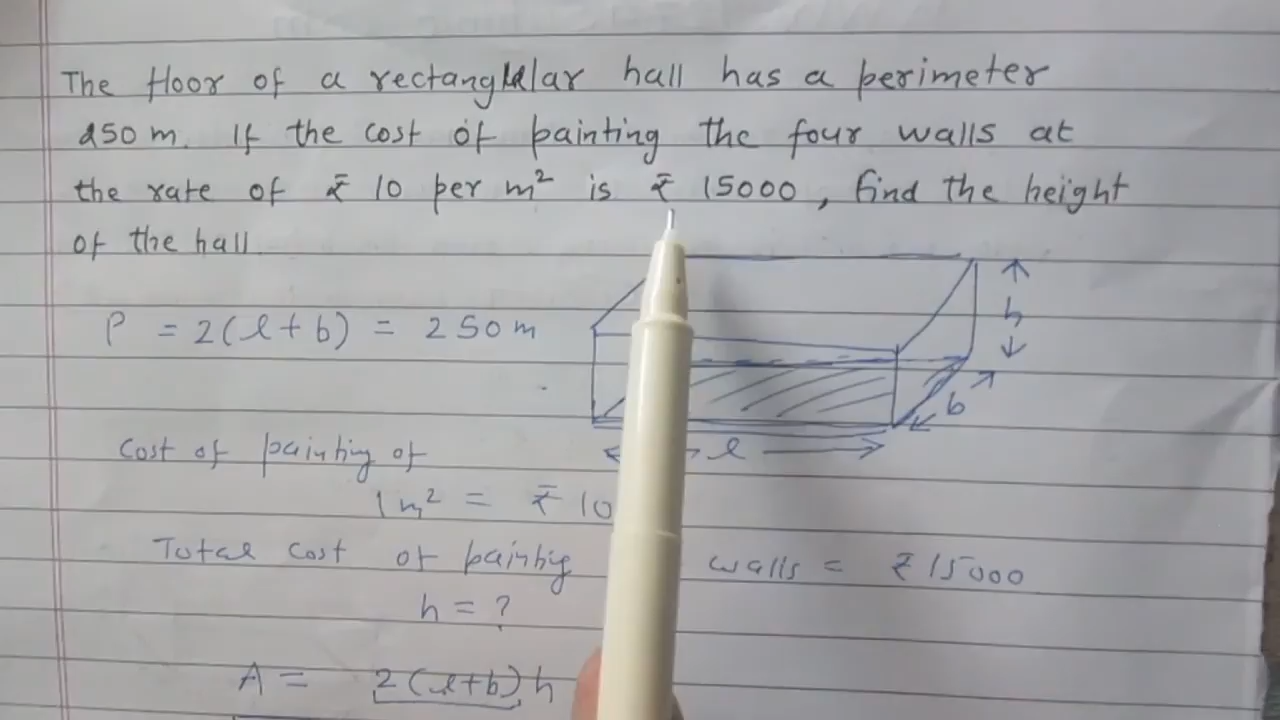 The floor of a rectangular hall has a perimeter
250 m. If the cost of painting the four walls at
the rate of ₹ 10 per m² is ₹ 15000, find the height
of the hall
P = 2(l + b) = 250 m
h
b
l
Cost of painting of
1 m² = ₹ 10
Total cost of painting walls = ₹ 15000
h = ?
A = 2(l+b) h